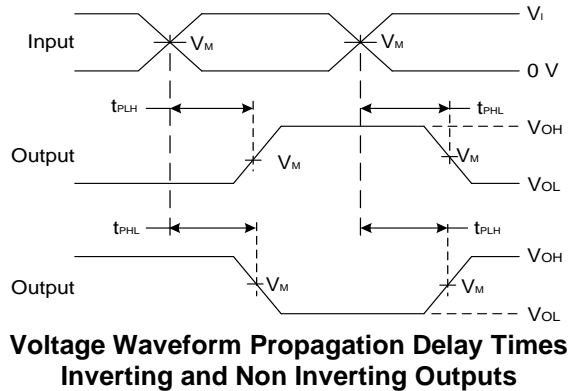 VI
Input
VM
VM
0 V
tPLH
tPHL
VOH
Output
VM
VM
VOL
tPHL
tPLH
VOH
Output
VM
VM
VOL
Voltage Waveform Propagation Delay Times
Inverting and Non Inverting Outputs